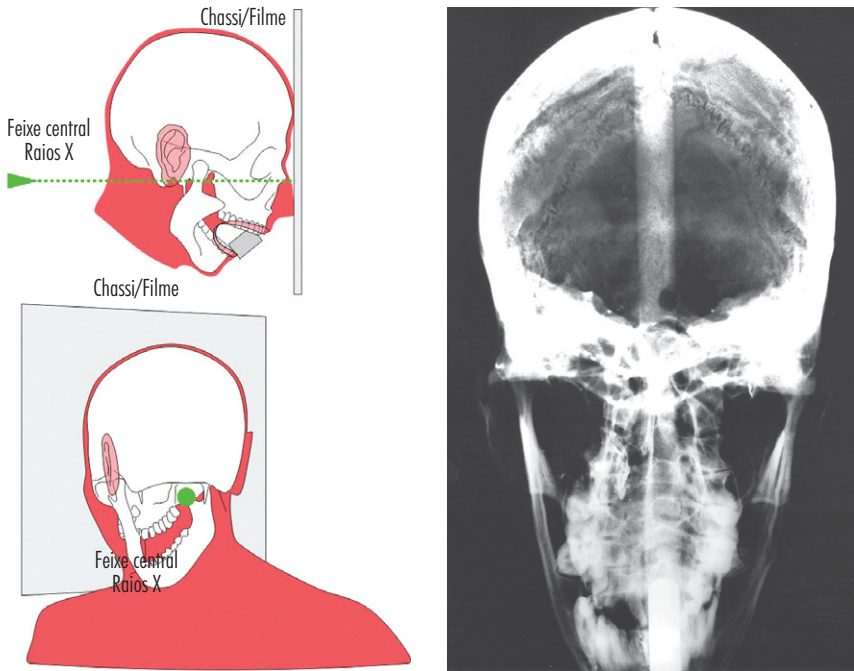 Chassi/Filme
Feixe central
Raios X
Chassi/Filme
Feixe central
Raios X